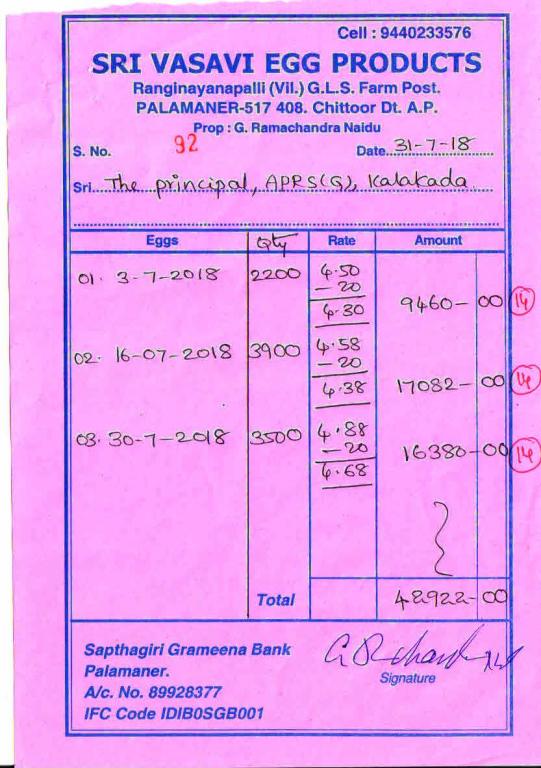 Cell : 9440233576
SRI VASAVI EGG PRODUCTS
Ranginayanapalli (Vil.) G.L.S. Farm Post.
PALAMANER-517 408. Chittoor Dt. A.P.
Prop : G. Ramachandra Naidu
S. No. 92 Date 31-7-18
Sri The principal, APRS(G), Kalakada
Eggs Qty Rate Amount
01. 3-7-2018 2200 4.50
-20
4.30 9460-00 14
02. 16-07-2018 3900 4.58
-20
4.38 17082-00 14
03. 30-7-2018 3500 4.88
-20
4.68 16380-00 14
Total 42922-00
Sapthagiri Grameena Bank
Palamaner.
A/c. No. 89928377
IFC Code IDIB0SGB001
Signature